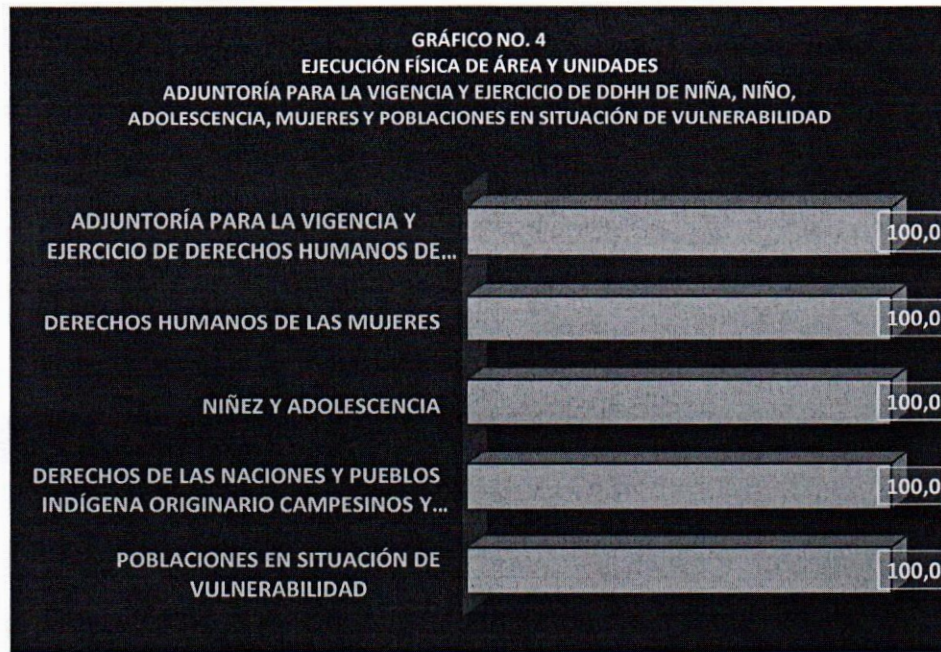 GRÁFICO NO. 4
EJECUCIÓN FÍSICA DE ÁREA Y UNIDADES
ADJUNTORÍA PARA LA VIGENCIA Y EJERCICIO DE DDHH DE NIÑA, NIÑO,
ADOLESCENCIA, MUJERES Y POBLACIONES EN SITUACIÓN DE VULNERABILIDAD
ADJUNTORÍA PARA LA VIGENCIA Y
EJERCICIO DE DERECHOS HUMANOS DE...
100,0
DERECHOS HUMANOS DE LAS MUJERES
100,0
NIÑEZ Y ADOLESCENCIA
100,0
DERECHOS DE LAS NACIONES Y PUEBLOS
INDÍGENA ORIGINARIO CAMPESINOS Y...
100,0
POBLACIONES EN SITUACIÓN DE
VULNERABILIDAD
100,0